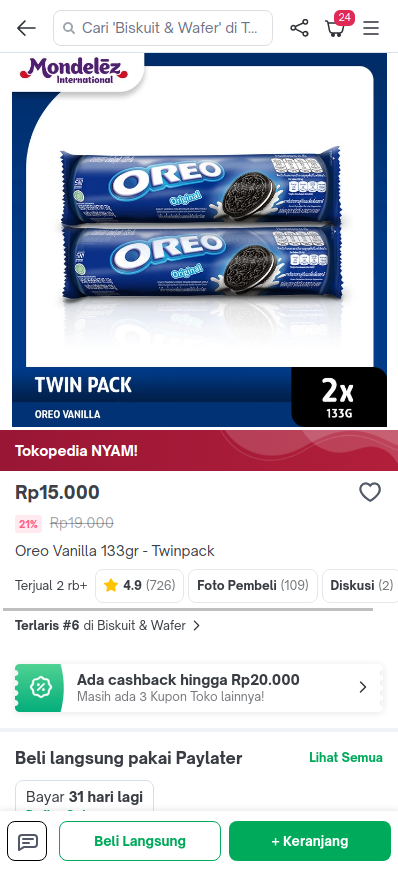 Cari 'Biskuit & Wafer' di T...
24
Mondelēz
International
OREO
Original
OREO
Original
TWIN PACK
OREO VANILLA
2x
133G
Tokopedia NYAM!
Rp15.000
21% Rp19.000
Oreo Vanilla 133gr - Twinpack
Terjual 2 rb+ 4.9 (726) Foto Pembeli (109) Diskusi (2)
Terlaris #6 di Biskuit & Wafer
Ada cashback hingga Rp20.000
Masih ada 3 Kupon Toko lainnya!
Beli langsung pakai Paylater
Lihat Semua
Bayar 31 hari lagi
Beli Langsung
+ Keranjang